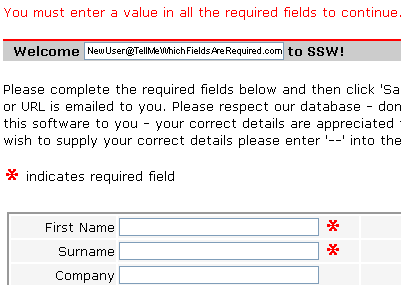 You must enter a value in all the required fields to continue.
Welcome NewUser@TellMeWhichFieldsAreRequired.com to SSW!
Please complete the required fields below and then click 'Sa
or URL is emailed to you. Please respect our database - don
this software to you - your correct details are appreciated
wish to supply your correct details please enter '--' into the
* indicates required field
First Name *
Surname *
Company